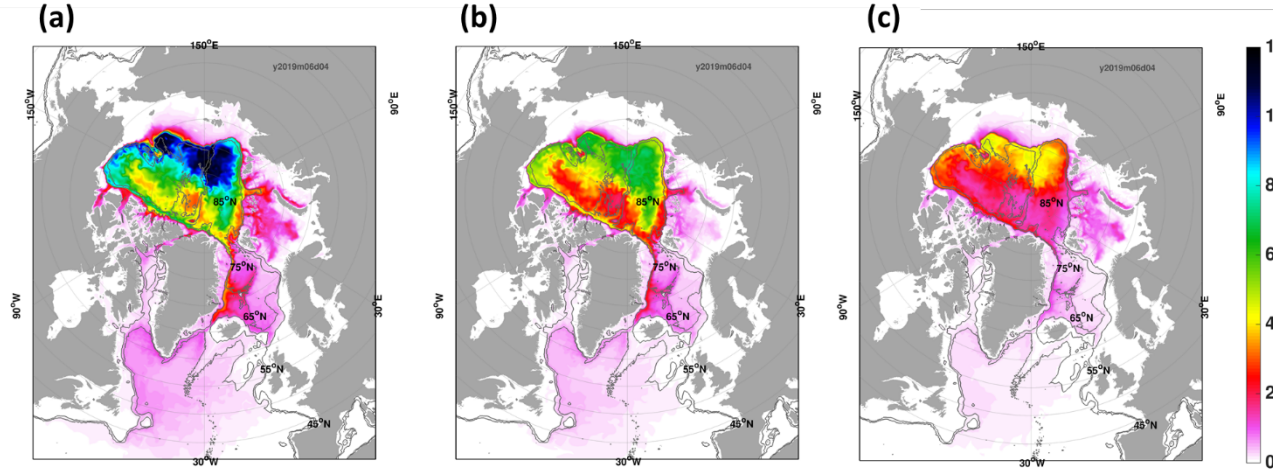 (a) (b) (c)
150°E 150°E 150°E
y2019m06d04 y2019m06d04 y2019m06d04
150°W 90°E 150°W 90°E 150°W 90°E
85°N 85°N 85°N
75°N 75°N 75°N
65°N 65°N 65°N
90°W 30°E 90°W 30°E 90°W 30°E
55°N 55°N 55°N
45°N 45°N 45°N
30°W 30°W 30°W
1
1
8
6
4
2
0